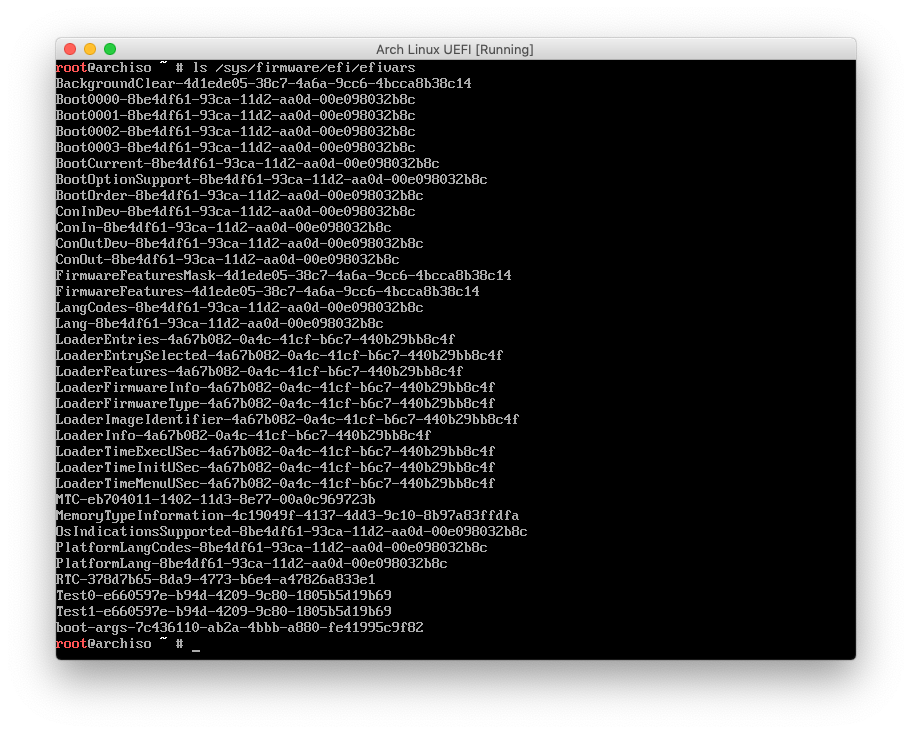 Arch Linux UEFI [Running]
root@archiso ~ # ls /sys/firmware/efi/efivars
BackgroundClear-4d1ede05-38c7-4a6a-9cc6-4bcca8b38c14
Boot0000-8be4df61-93ca-11d2-aa0d-00e098032b8c
Boot0001-8be4df61-93ca-11d2-aa0d-00e098032b8c
Boot0002-8be4df61-93ca-11d2-aa0d-00e098032b8c
Boot0003-8be4df61-93ca-11d2-aa0d-00e098032b8c
BootCurrent-8be4df61-93ca-11d2-aa0d-00e098032b8c
BootOptionSupport-8be4df61-93ca-11d2-aa0d-00e098032b8c
BootOrder-8be4df61-93ca-11d2-aa0d-00e098032b8c
ConInDev-8be4df61-93ca-11d2-aa0d-00e098032b8c
ConIn-8be4df61-93ca-11d2-aa0d-00e098032b8c
ConOutDev-8be4df61-93ca-11d2-aa0d-00e098032b8c
ConOut-8be4df61-93ca-11d2-aa0d-00e098032b8c
FirmwareFeaturesMask-4d1ede05-38c7-4a6a-9cc6-4bcca8b38c14
FirmwareFeatures-4d1ede05-38c7-4a6a-9cc6-4bcca8b38c14
LangCodes-8be4df61-93ca-11d2-aa0d-00e098032b8c
Lang-8be4df61-93ca-11d2-aa0d-00e098032b8c
LoaderEntries-4a67b082-0a4c-41cf-b6c7-440b29bb8c4f
LoaderEntrySelected-4a67b082-0a4c-41cf-b6c7-440b29bb8c4f
LoaderFeatures-4a67b082-0a4c-41cf-b6c7-440b29bb8c4f
LoaderFirmwareInfo-4a67b082-0a4c-41cf-b6c7-440b29bb8c4f
LoaderFirmwareType-4a67b082-0a4c-41cf-b6c7-440b29bb8c4f
LoaderImageIdentifier-4a67b082-0a4c-41cf-b6c7-440b29bb8c4f
LoaderInfo-4a67b082-0a4c-41cf-b6c7-440b29bb8c4f
LoaderTimeExecUSec-4a67b082-0a4c-41cf-b6c7-440b29bb8c4f
LoaderTimeInitUSec-4a67b082-0a4c-41cf-b6c7-440b29bb8c4f
LoaderTimeMenuUSec-4a67b082-0a4c-41cf-b6c7-440b29bb8c4f
MTC-eb704011-1402-11d3-8e77-00a0c969723b
MemoryTypeInformation-4c19049f-4137-4dd3-9c10-8b97a83ffdfa
OsIndicationsSupported-8be4df61-93ca-11d2-aa0d-00e098032b8c
PlatformLangCodes-8be4df61-93ca-11d2-aa0d-00e098032b8c
PlatformLang-8be4df61-93ca-11d2-aa0d-00e098032b8c
RTC-378d7b65-8da9-4773-b6e4-a47826a833e1
Test0-e660597e-b94d-4209-9c80-1805b5d19b69
Test1-e660597e-b94d-4209-9c80-1805b5d19b69
boot-args-7c436110-ab2a-4bbb-a880-fe41995c9f82
root@archiso ~ # _